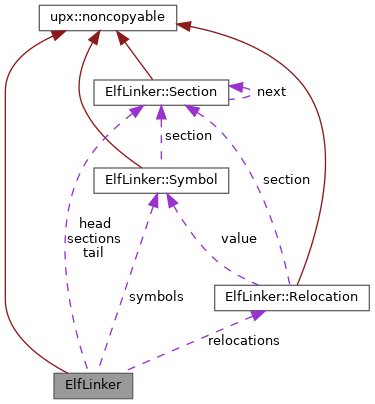 upx::noncopyable
ElfLinker::Section
next
section
ElfLinker::Symbol
section
head
sections
tail
value
symbols
ElfLinker::Relocation
relocations
ElfLinker